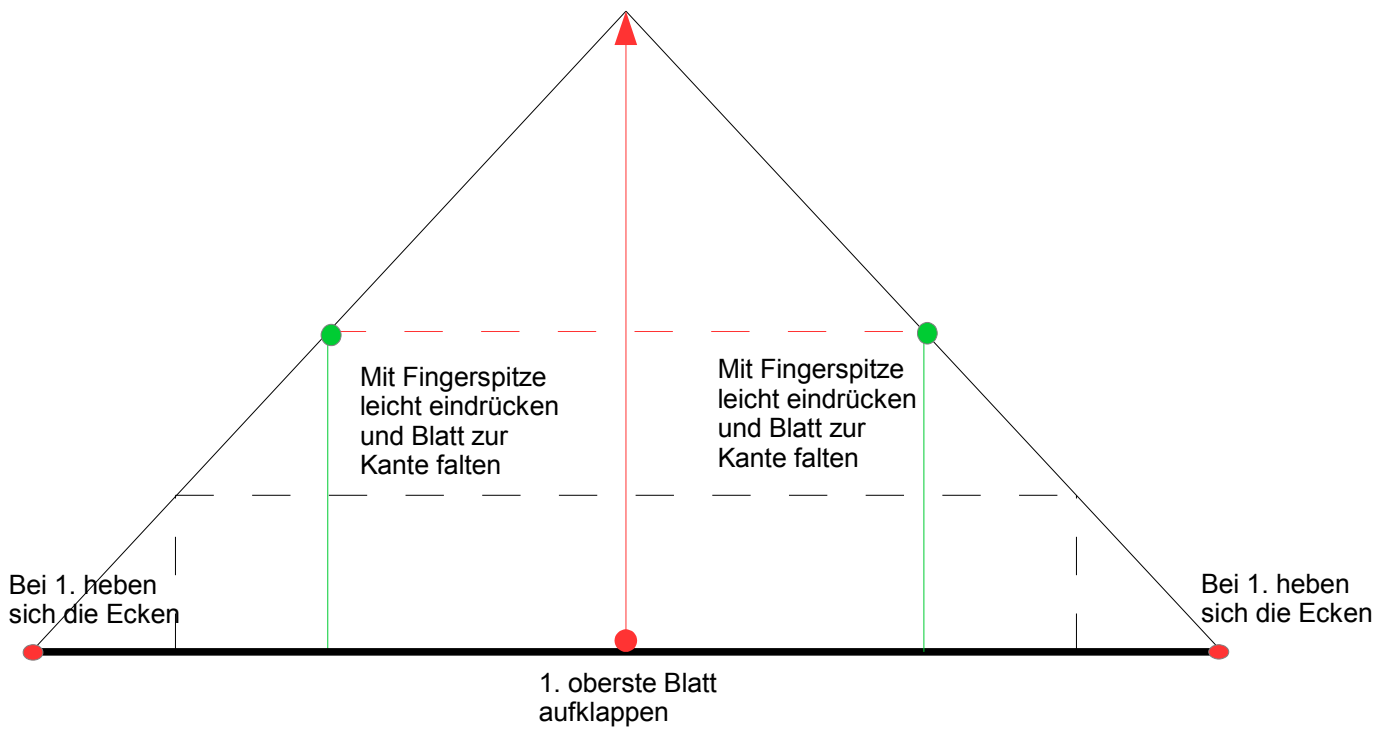 Mit Fingerspitze
leicht eindrücken
und Blatt zur
Kante falten
Mit Fingerspitze
leicht eindrücken
und Blatt zur
Kante falten
Bei 1. heben
sich die Ecken
Bei 1. heben
sich die Ecken
1. oberste Blatt
aufklappen